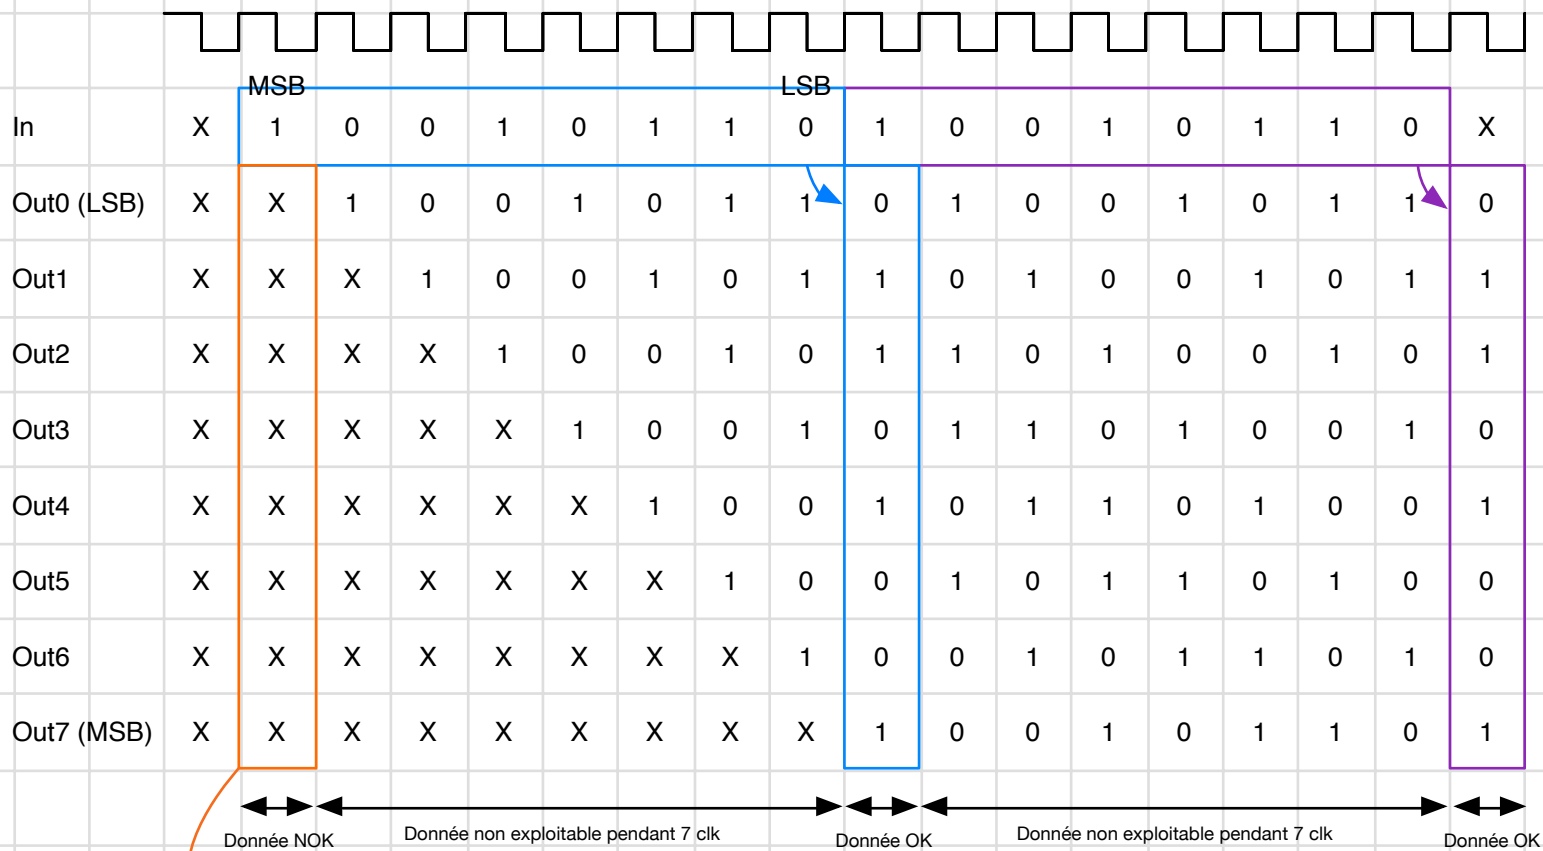 MSB LSB
In X 1 0 0 1 0 1 1 0 1 0 0 1 0 1 1 0 X
Out0 (LSB) X X 1 0 0 1 0 1 1 0 1 0 0 1 0 1 1 0
Out1 X X X 1 0 0 1 0 1 1 0 1 0 0 1 0 1 1
Out2 X X X X 1 0 0 1 0 1 1 0 1 0 0 1 0 1
Out3 X X X X X 1 0 0 1 0 1 1 0 1 0 0 1 0
Out4 X X X X X X 1 0 0 1 0 1 1 0 1 0 0 1
Out5 X X X X X X X 1 0 0 1 0 1 1 0 1 0 0
Out6 X X X X X X X X 1 0 0 1 0 1 1 0 1 0
Out7 (MSB) X X X X X X X X X 1 0 0 1 0 1 1 0 1
Donnée NOK Donnée non exploitable pendant 7 clk Donnée OK Donnée non exploitable pendant 7 clk Donnée OK